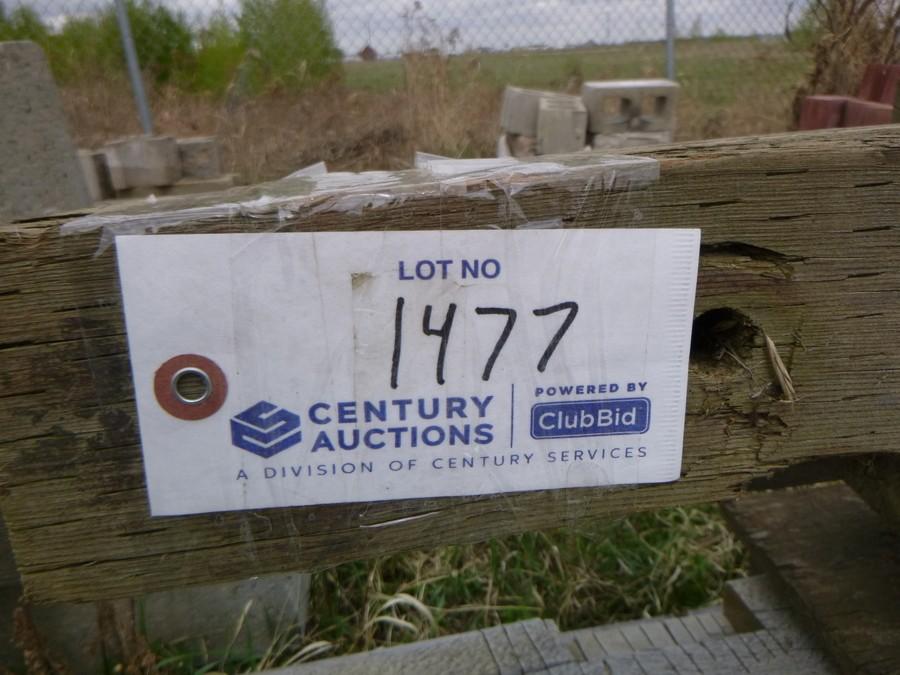 LOT NO
1477
CENTURY AUCTIONS
POWERED BY
ClubBid
A DIVISION OF CENTURY SERVICES